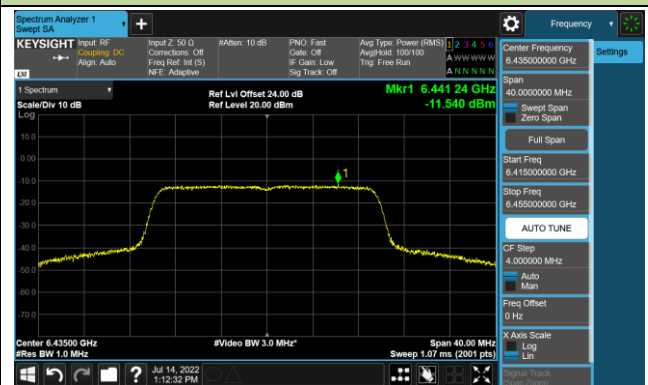 Spectrum Analyzer 1
Swept SA
+
Frequency
KEYSIGHT
Input: RF
Coupling: DC
Align: Auto
Input Z: 50 Ω
Corrections: Off
Freq Ref: Int (S)
NFE: Adaptive
#Atten: 10 dB
PNO: Fast
Gate: Off
IF Gain: Low
Sig Track: Off
Avg Type: Power (RMS)
Avg|Hold: 100/100
Trig: Free Run
1 2 3 4 5 6
A W W W W W
A N N N N N
LXI
1 Spectrum
Scale/Div 10 dB
Log
Ref Lvl Offset 24.00 dB
Ref Level 20.00 dBm
Mkr1 6.441 24 GHz
-11.540 dBm
10.0
0.00
-10.0
-20.0
-30.0
-40.0
-50.0
-60.0
-70.0
1
Center 6.43500 GHz
#Res BW 1.0 MHz
#Video BW 3.0 MHz*
Span 40.00 MHz
Sweep 1.07 ms (2001 pts)
Center Frequency
6.435000000 GHz
Settings
Span
40.0000000 MHz
Swept Span
Zero Span
Full Span
Start Freq
6.415000000 GHz
Stop Freq
6.455000000 GHz
AUTO TUNE
CF Step
4.000000 MHz
Auto
Man
Freq Offset
0 Hz
X Axis Scale
Log
Lin
Signal Track
(Span Zoom)
?
Jul 14, 2022
1:12:32 PM